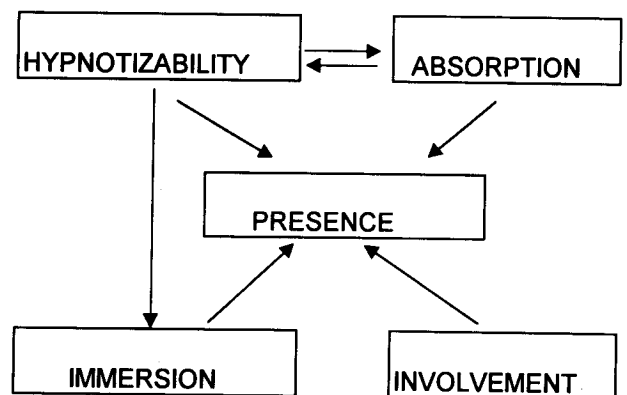 HYPNOTIZABILITY
ABSORPTION
PRESENCE
IMMERSION
INVOLVEMENT